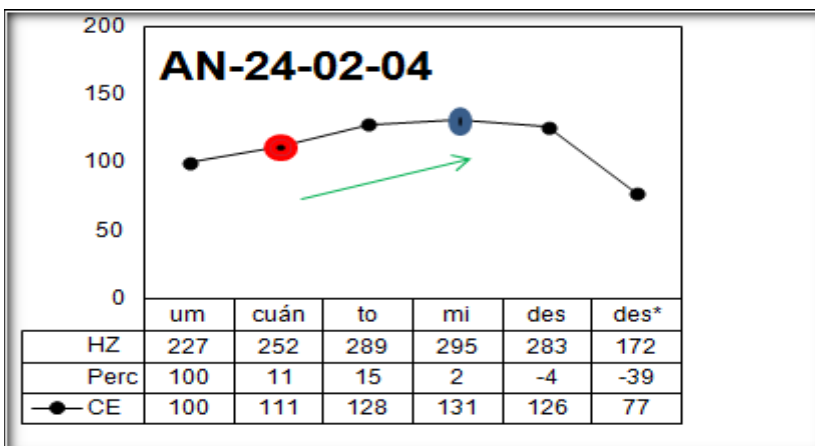 200
AN-24-02-04
150
100
50
0
um cuán to mi des des*
HZ 227 252 289 295 283 172
Perc 100 11 15 2 -4 -39
CE 100 111 128 131 126 77